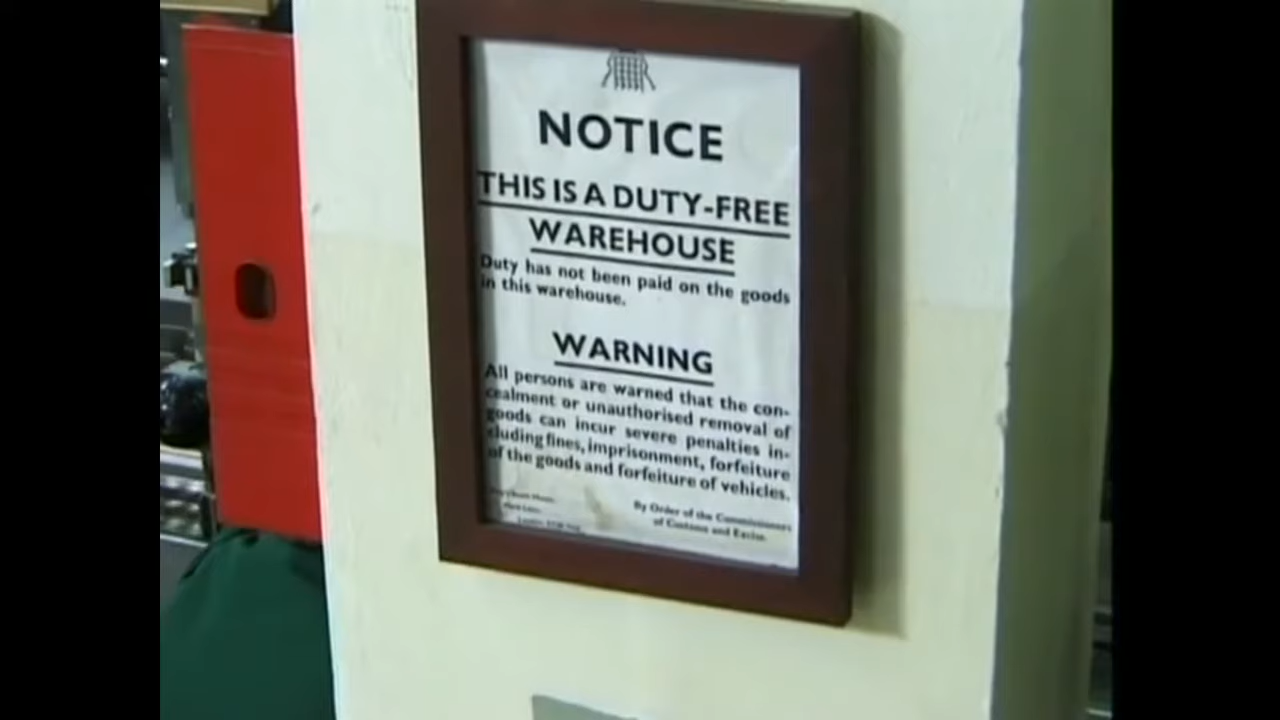 NOTICE
THIS IS A DUTY-FREE
WAREHOUSE
Duty has not been paid on the goods
in this warehouse.
WARNING
All persons are warned that the con-
cealment or unauthorised removal of
goods can incur severe penalties in-
cluding fines, imprisonment, forfeiture
of the goods and forfeiture of vehicles.
By Order of the Commissioners
of Customs and Excise.